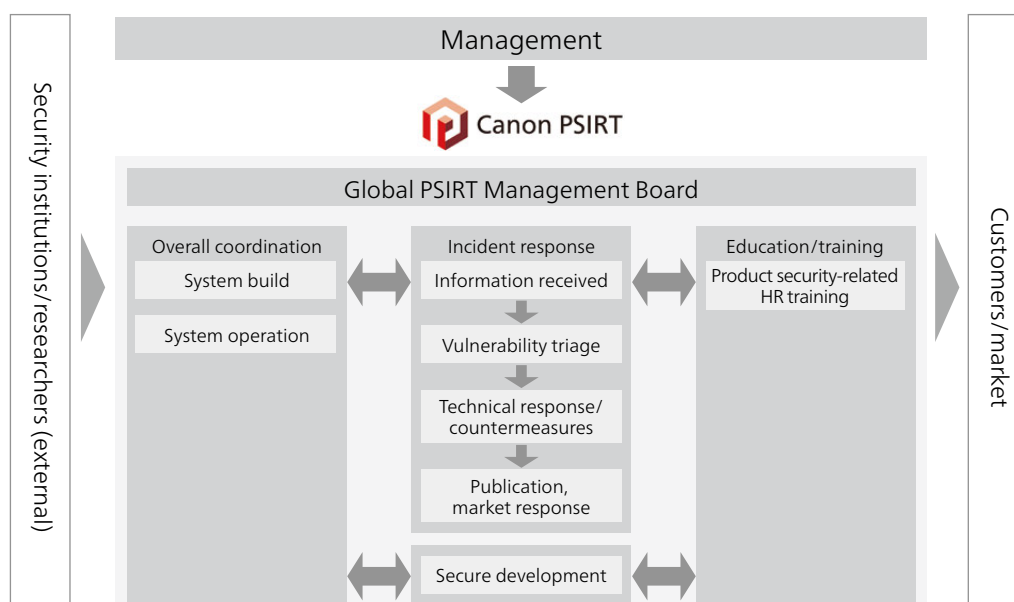 Management
Canon PSIRT
Security institutions/researchers (external)
Global PSIRT Management Board
Overall coordination
System build
System operation
Incident response
Information received
Vulnerability triage
Technical response/
countermeasures
Publication,
market response
Secure development
Education/training
Product security-related
HR training
Customers/market